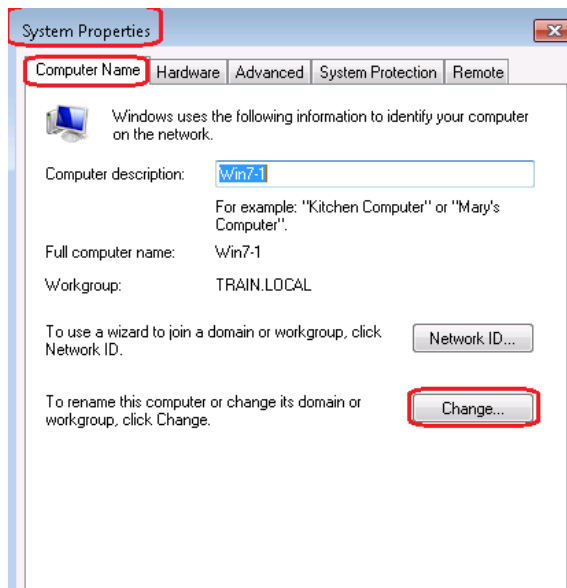 System Properties
Computer Name Hardware Advanced System Protection Remote
Windows uses the following information to identify your computer
on the network.
Computer description: Win7-1
For example: "Kitchen Computer" or "Mary's
Computer".
Full computer name: Win7-1
Workgroup: TRAIN.LOCAL
To use a wizard to join a domain or workgroup, click
Network ID.
Network ID...
To rename this computer or change its domain or
workgroup, click Change.
Change...